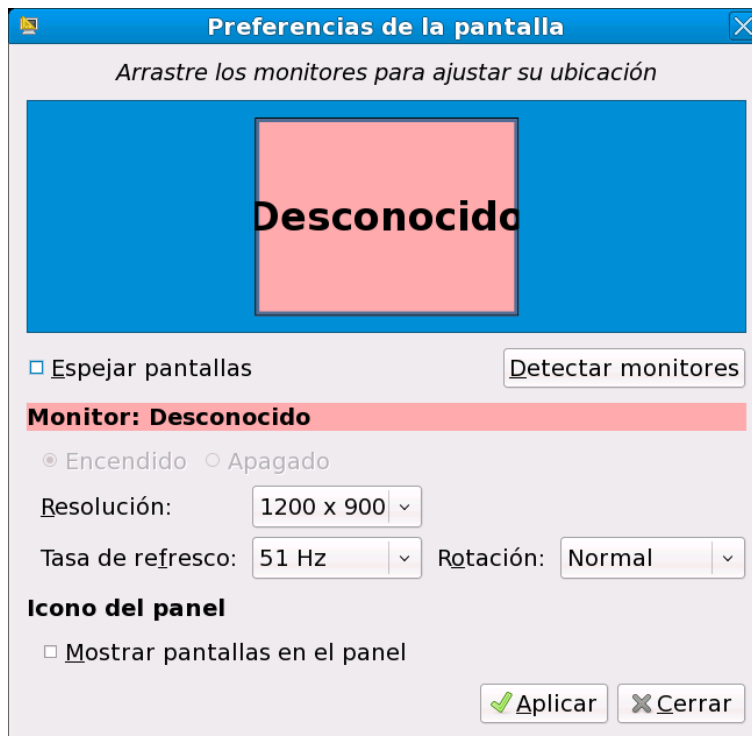 Preferencias de la pantalla
Arrastre los monitores para ajustar su ubicación
Desconocido
Espejar pantallas Detectar monitores
Monitor: Desconocido
Encendido Apagado
Resolución: 1200 x 900
Tasa de refresco: 51 Hz Rotación: Normal
Icono del panel
Mostrar pantallas en el panel
Aplicar Cerrar